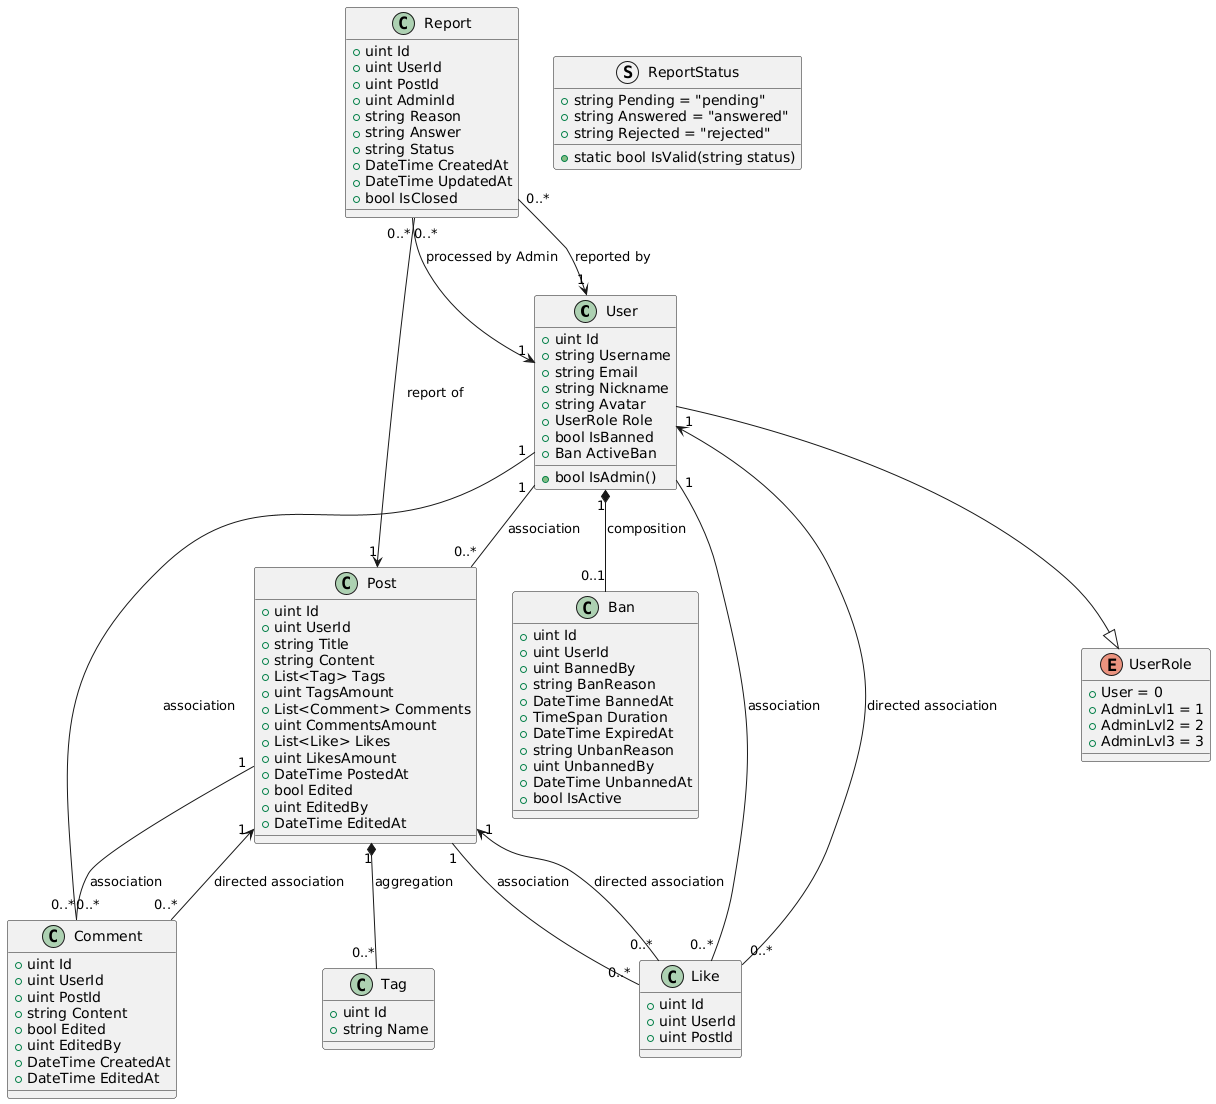 C Report
uint Id
uint UserId
uint PostId
uint AdminId
string Reason
string Answer
string Status
DateTime CreatedAt
DateTime UpdatedAt
bool IsClosed
S ReportStatus
string Pending = "pending"
string Answered = "answered"
string Rejected = "rejected"
static bool IsValid(string status)
0..*
0..*
0..*
processed by Admin
reported by
1
1
report of
1
C User
uint Id
string Username
string Email
string Nickname
string Avatar
UserRole Role
bool IsBanned
Ban ActiveBan
bool IsAdmin()
1
1
1
1
1
association
0..*
composition
0..1
association
directed association
C Post
uint Id
uint UserId
string Title
string Content
List<Tag> Tags
uint TagsAmount
List<Comment> Comments
uint CommentsAmount
List<Like> Likes
uint LikesAmount
DateTime PostedAt
bool Edited
uint EditedBy
DateTime EditedAt
C Ban
uint Id
uint UserId
uint BannedBy
string BanReason
DateTime BannedAt
TimeSpan Duration
DateTime ExpiredAt
string UnbanReason
uint UnbannedBy
DateTime UnbannedAt
bool IsActive
E UserRole
User = 0
AdminLvl1 = 1
AdminLvl2 = 2
AdminLvl3 = 3
association
1
1
1
1
1
association
directed association
aggregation
association
directed association
0..*
0..*
0..*
0..*
0..*
0..*
0..*
0..*
C Comment
uint Id
uint UserId
uint PostId
string Content
bool Edited
uint EditedBy
DateTime CreatedAt
DateTime EditedAt
C Tag
uint Id
string Name
C Like
uint Id
uint UserId
uint PostId